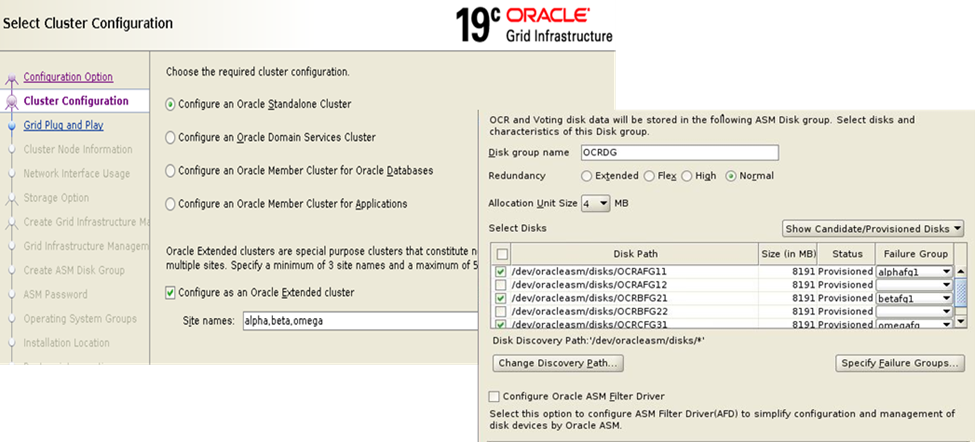 Select Cluster Configuration
19c ORACLE
Grid Infrastructure
Configuration Option
Cluster Configuration
Grid Plug and Play
Cluster Node Information
Network Interface Usage
Storage Option
Create Grid Infrastructure Ma
Grid Infrastructure Managem
Create ASM Disk Group
ASM Password
Operating System Groups
Installation Location
Choose the required cluster configuration.
Configure an Oracle Standalone Cluster
Configure an Oracle Domain Services Cluster
Configure an Oracle Member Cluster for Oracle Databases
Configure an Oracle Member Cluster for Applications
Oracle Extended clusters are special purpose clusters that constitute n
multiple sites. Specify a minimum of 3 site names and a maximum of 5
Configure as an Oracle Extended cluster
Site names: alpha,beta,omega
OCR and Voting disk data will be stored in the following ASM Disk group. Select disks and
characteristics of this Disk group.
Disk group name OCRDG
Redundancy Extended Flex High Normal
Allocation Unit Size 4 MB
Select Disks Show Candidate/Provisioned Disks
Disk Path Size (in MB) Status Failure Group
/dev/oracleasm/disks/OCRAFG11 8191 Provisioned alphafg1
/dev/oracleasm/disks/OCRAFG12 8191 Provisioned
/dev/oracleasm/disks/OCRBFG21 8191 Provisioned betafg1
/dev/oracleasm/disks/OCRBFG22 8191 Provisioned
/dev/oracleasm/disks/OCRCFG31 8191 Provisioned omegafg
Disk Discovery Path:'/dev/oracleasm/disks/*'
Change Discovery Path... Specify Failure Groups...
Configure Oracle ASM Filter Driver
Select this option to configure ASM Filter Driver(AFD) to simplify configuration and management of
disk devices by Oracle ASM.